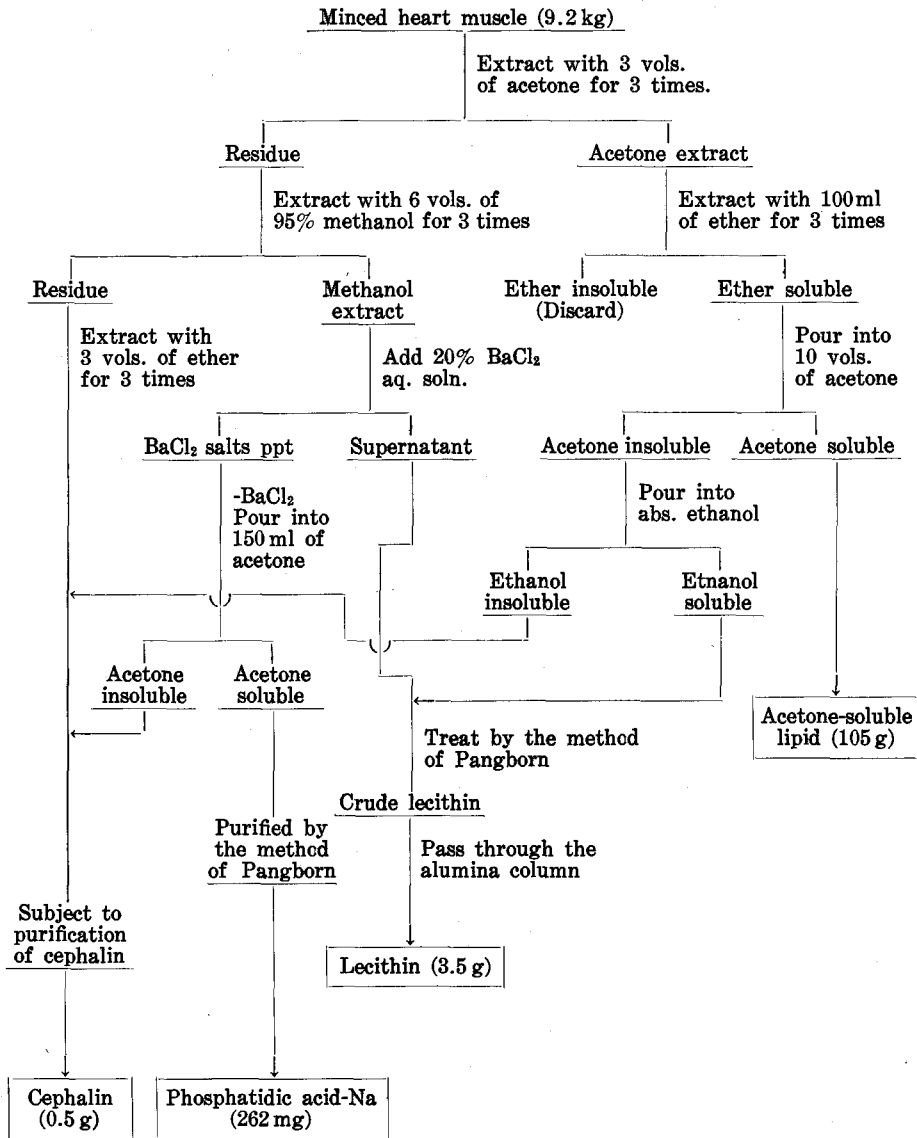 Minced heart muscle (9.2 kg)
Extract with 3 vols.
of acetone for 3 times.
Residue
Acetone extract
Extract with 6 vols. of
95% methanol for 3 times
Extract with 100 ml
of ether for 3 times
Residue
Methanol
extract
Ether insoluble
(Discard)
Ether soluble
Extract with
3 vols. of ether
for 3 times
Add 20% BaCl₂
aq. soln.
Pour into
10 vols.
of acetone
BaCl₂ salts ppt
Supernatant
Acetone insoluble
Acetone soluble
-BaCl₂
Pour into
150 ml of
acetone
Pour into
abs. ethanol
Ethanol
insoluble
Etnanol
soluble
Acetone
insoluble
Acetone
soluble
Acetone-soluble
lipid (105 g)
Treat by the methcd
of Pangborn
Crude lecithin
Purified by
the methcd
of Pangborn
Pass through the
alumina column
Subject to
purification
of cephalin
Lecithin (3.5 g)
Cephalin
(0.5 g)
Phosphatidic acid-Na
(262 mg)